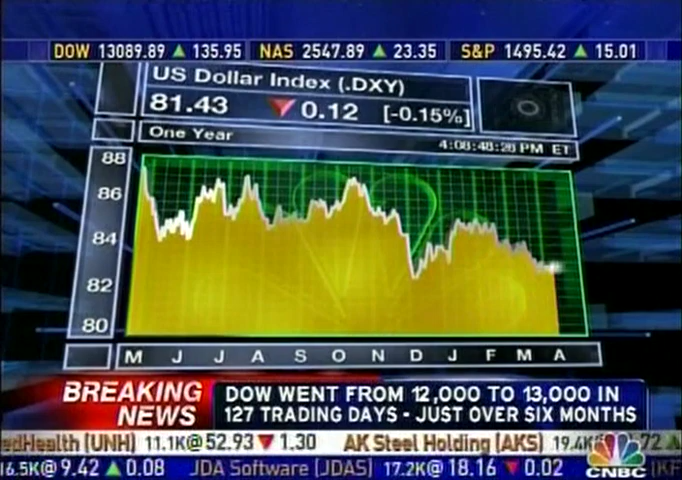 DOW 13089.89 ▲ 135.95 NAS 2547.89 ▲ 23.35 S&P 1495.42 ▲ 15.01
US Dollar Index (.DXY)
81.43 ▼ 0.12 [-0.15%]
One Year
4:08:48:26 PM ET
88
86
84
82
80
M J J A S O N D J F M A
BREAKING NEWS
DOW WENT FROM 12,000 TO 13,000 IN
127 TRADING DAYS - JUST OVER SIX MONTHS
edHealth (UNH) 11.1K@52.93 ▼ 1.30 AK Steel Holding (AKS) 19.4K
6.5K@9.42 ▲ 0.08 JDA Software (JDAS) 17.2K@18.16 ▼ 0.02 (KF
CNBC